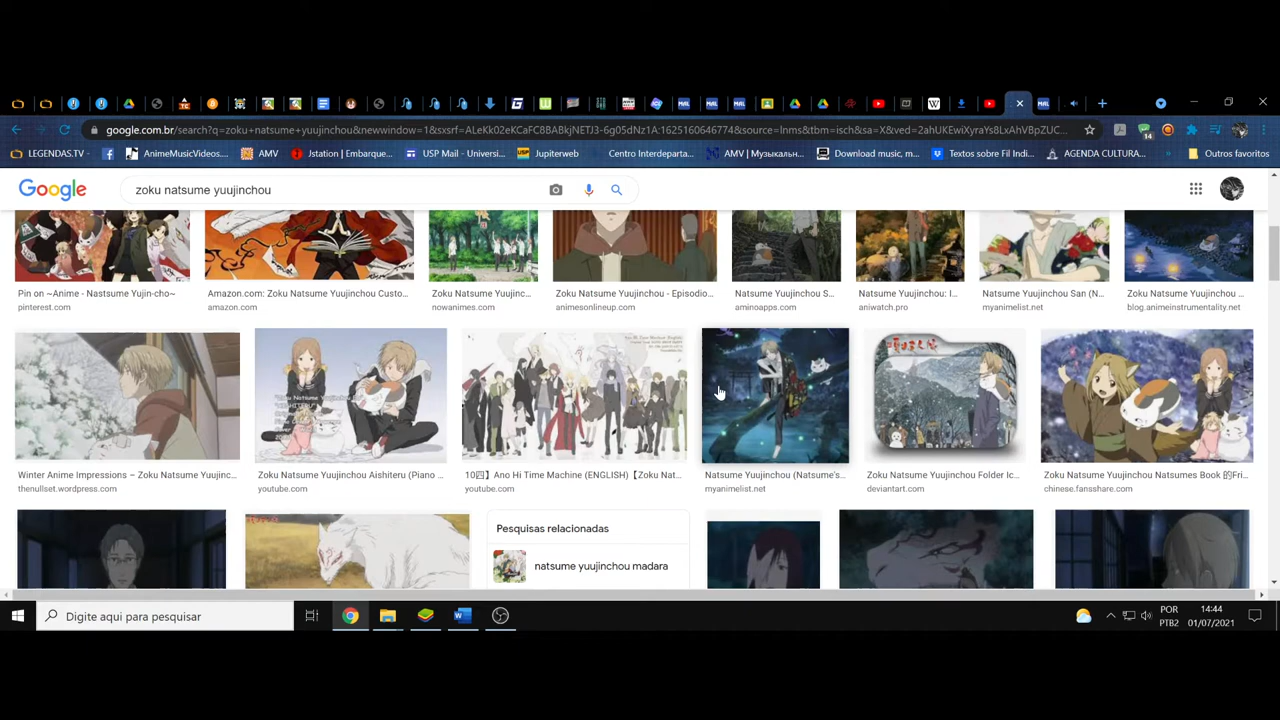 google.com.br/search?q=zoku+natsume+yuujinchou&newwindow=1&sxsrf=ALeKk02eKCaFC8BABkjNETJ3-6g05dNz1A:1625160646774&source=lnms&tbm=isch&sa=X&ved=2ahUKEwiXyraYs8LxAhVBpZUC...
LEGENDAS.TV -
AnimeMusicVideos....
AMV
Jstation | Embarque...
USP Mail - Universi...
Jupiterweb
Centro Interdeparta...
AMV | Музыкальн...
Download music, m...
Textos sobre Fil Indi...
AGENDA CULTURA...
»
Outros favoritos
Google
zoku natsume yuujinchou
Pin on ~Anime - Nastsume Yujin-cho~
pinterest.com
Amazon.com: Zoku Natsume Yuujinchou Custo...
amazon.com
Zoku Natsume Yuujinc...
nowanimes.com
Zoku Natsume Yuujinchou - Episodio...
animesonlineup.com
Natsume Yuujinchou S...
aminoapps.com
Natsume Yuujinchou: I...
aniwatch.pro
Natsume Yuujinchou San (N...
myanimelist.net
Zoku Natsume Yuujinchou ...
blog.animeinstrumentality.net
Winter Anime Impressions – Zoku Natsume Yuujinc...
thenullset.wordpress.com
Zoku Natsume Yuujinchou Aishiteru (Piano ...
youtube.com
10四】Ano Hi Time Machine (ENGLISH)【Zoku Nat...
youtube.com
Natsume Yuujinchou (Natsume's...
myanimelist.net
Zoku Natsume Yuujinchou Folder Ic...
deviantart.com
Zoku Natsume Yuujinchou Natsumes Book 的Fri...
chinese.fansshare.com
Pesquisas relacionadas
natsume yuujinchou madara
Digite aqui para pesquisar
POR
PTB2
14:44
01/07/2021